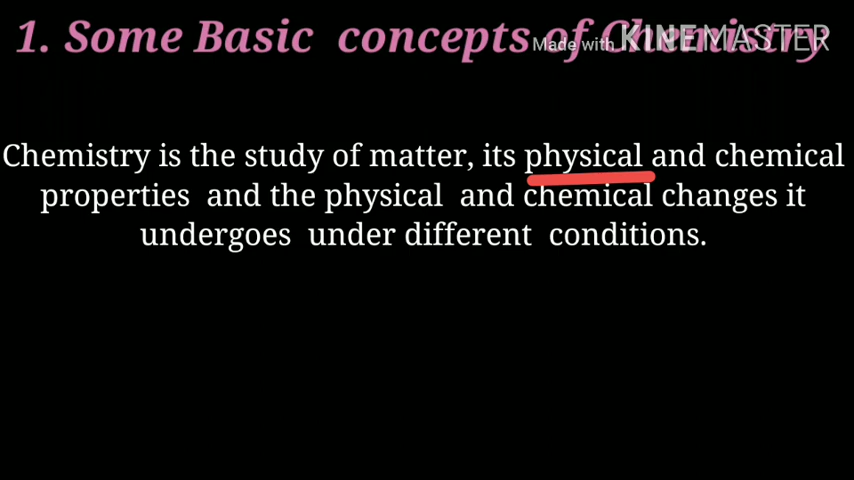 1. Some Basic concepts of Chemistry
Made with KINEMASTER
Chemistry is the study of matter, its physical and chemical
properties and the physical and chemical changes it
undergoes under different conditions.